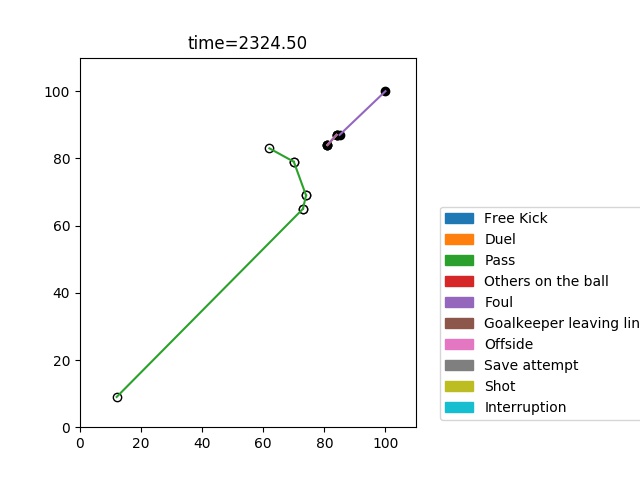 time=2324.50
100
80
60
40
20
0
0 20 40 60 80 100
Free Kick
Duel
Pass
Others on the ball
Foul
Goalkeeper leaving lin
Offside
Save attempt
Shot
Interruption